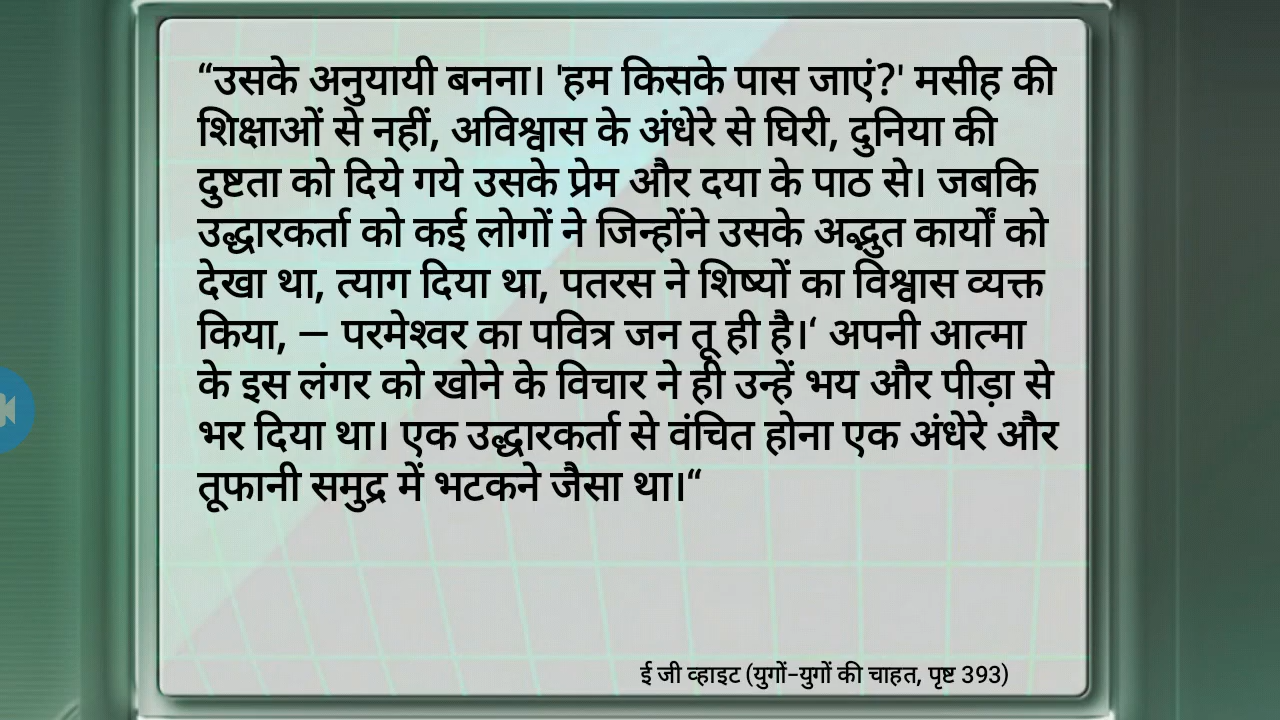 “उसके अनुयायी बनना। 'हम किसके पास जाएं?' मसीह की
शिक्षाओं से नहीं, अविश्वास के अंधेरे से घिरी, दुनिया की
दुष्टता को दिये गये उसके प्रेम और दया के पाठ से। जबकि
उद्धारकर्ता को कई लोगों ने जिन्होंने उसके अद्भुत कार्यों को
देखा था, त्याग दिया था, पतरस ने शिष्यों का विश्वास व्यक्त
किया, – परमेश्वर का पवित्र जन तू ही है।‘ अपनी आत्मा
के इस लंगर को खोने के विचार ने ही उन्हें भय और पीड़ा से
भर दिया था। एक उद्धारकर्ता से वंचित होना एक अंधेरे और
तूफानी समुद्र में भटकने जैसा था।“
ई जी व्हाइट (युगों-युगों की चाहत, पृष्ट 393)